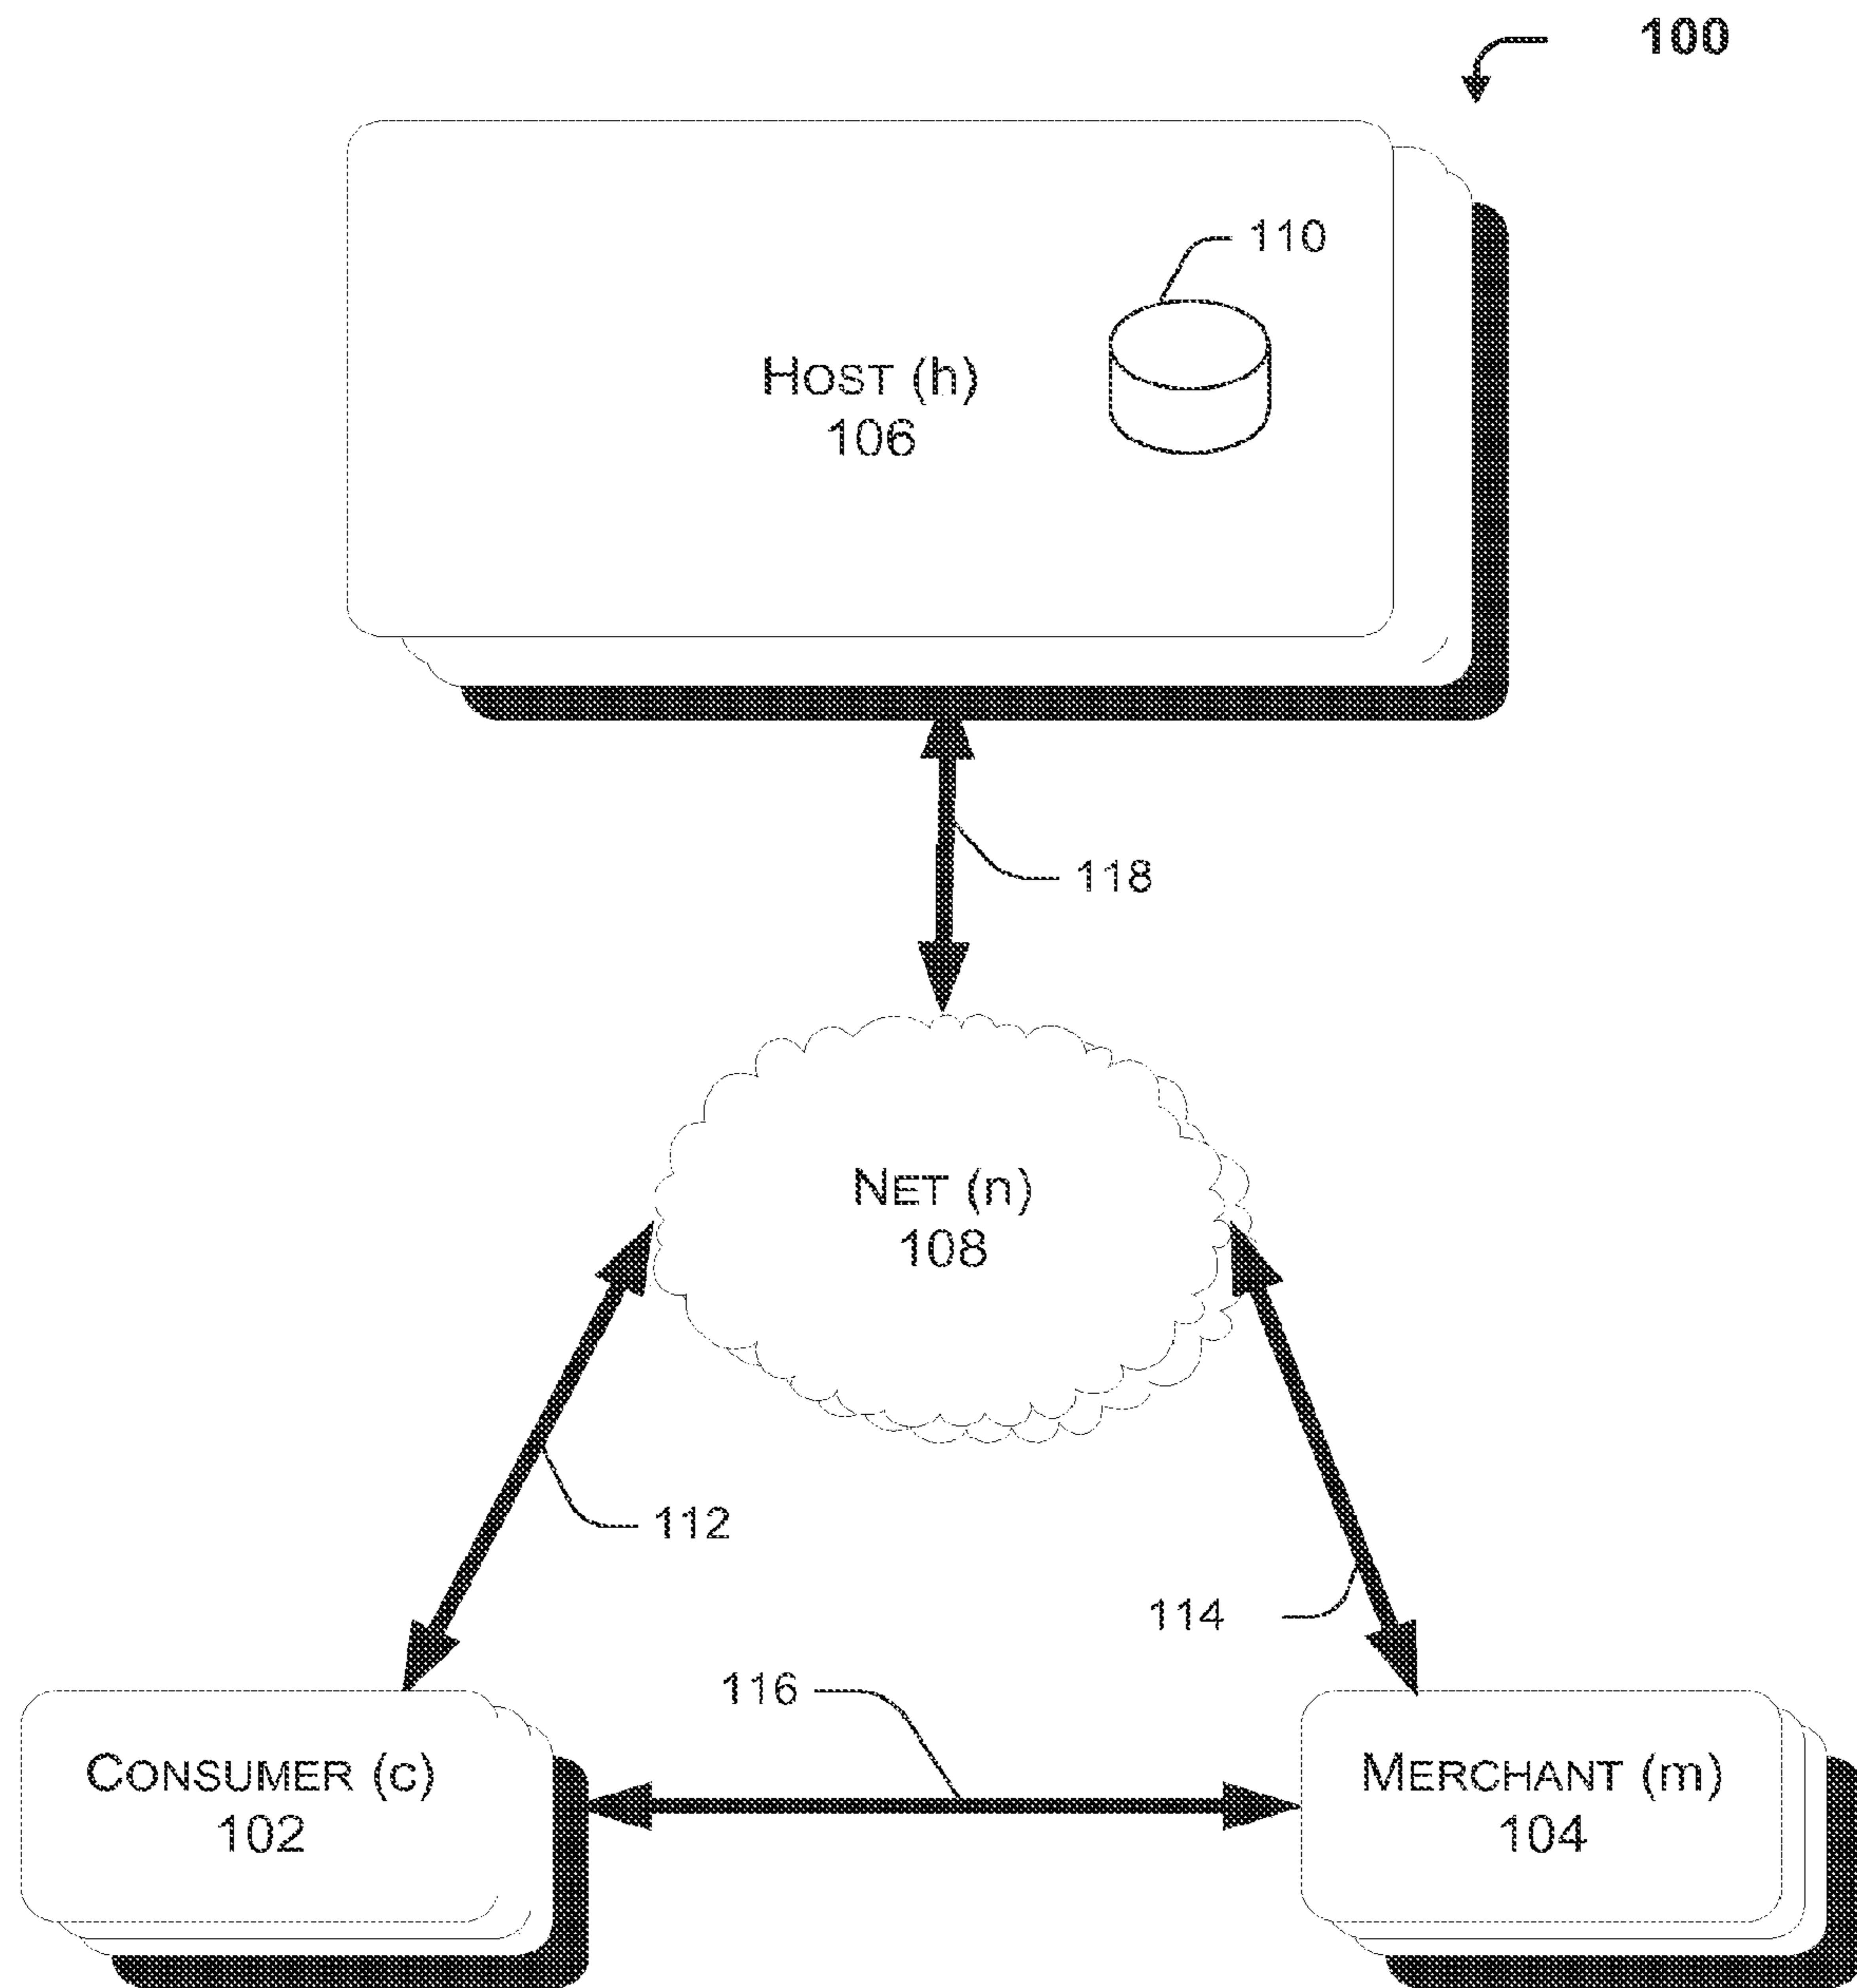 100
110
HOST (h)
106
118
NET (n)
108
112
114
116
CONSUMER (c)
102
MERCHANT (m)
104